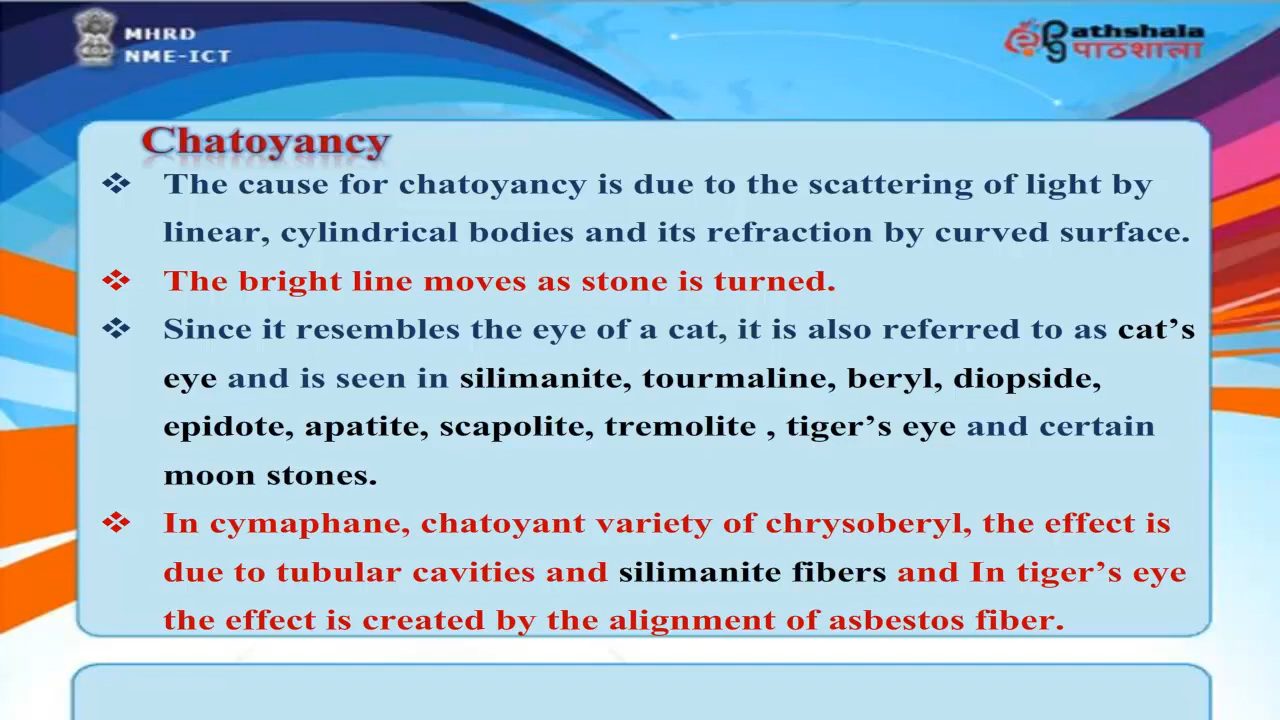 MHRD
NME-ICT
epg athshala
पाठशाला
Chatoyancy
❖ The cause for chatoyancy is due to the scattering of light by
linear, cylindrical bodies and its refraction by curved surface.
❖ The bright line moves as stone is turned.
❖ Since it resembles the eye of a cat, it is also referred to as cat’s
eye and is seen in silimanite, tourmaline, beryl, diopside,
epidote, apatite, scapolite, tremolite , tiger’s eye and certain
moon stones.
❖ In cymaphane, chatoyant variety of chrysoberyl, the effect is
due to tubular cavities and silimanite fibers and In tiger’s eye
the effect is created by the alignment of asbestos fiber.